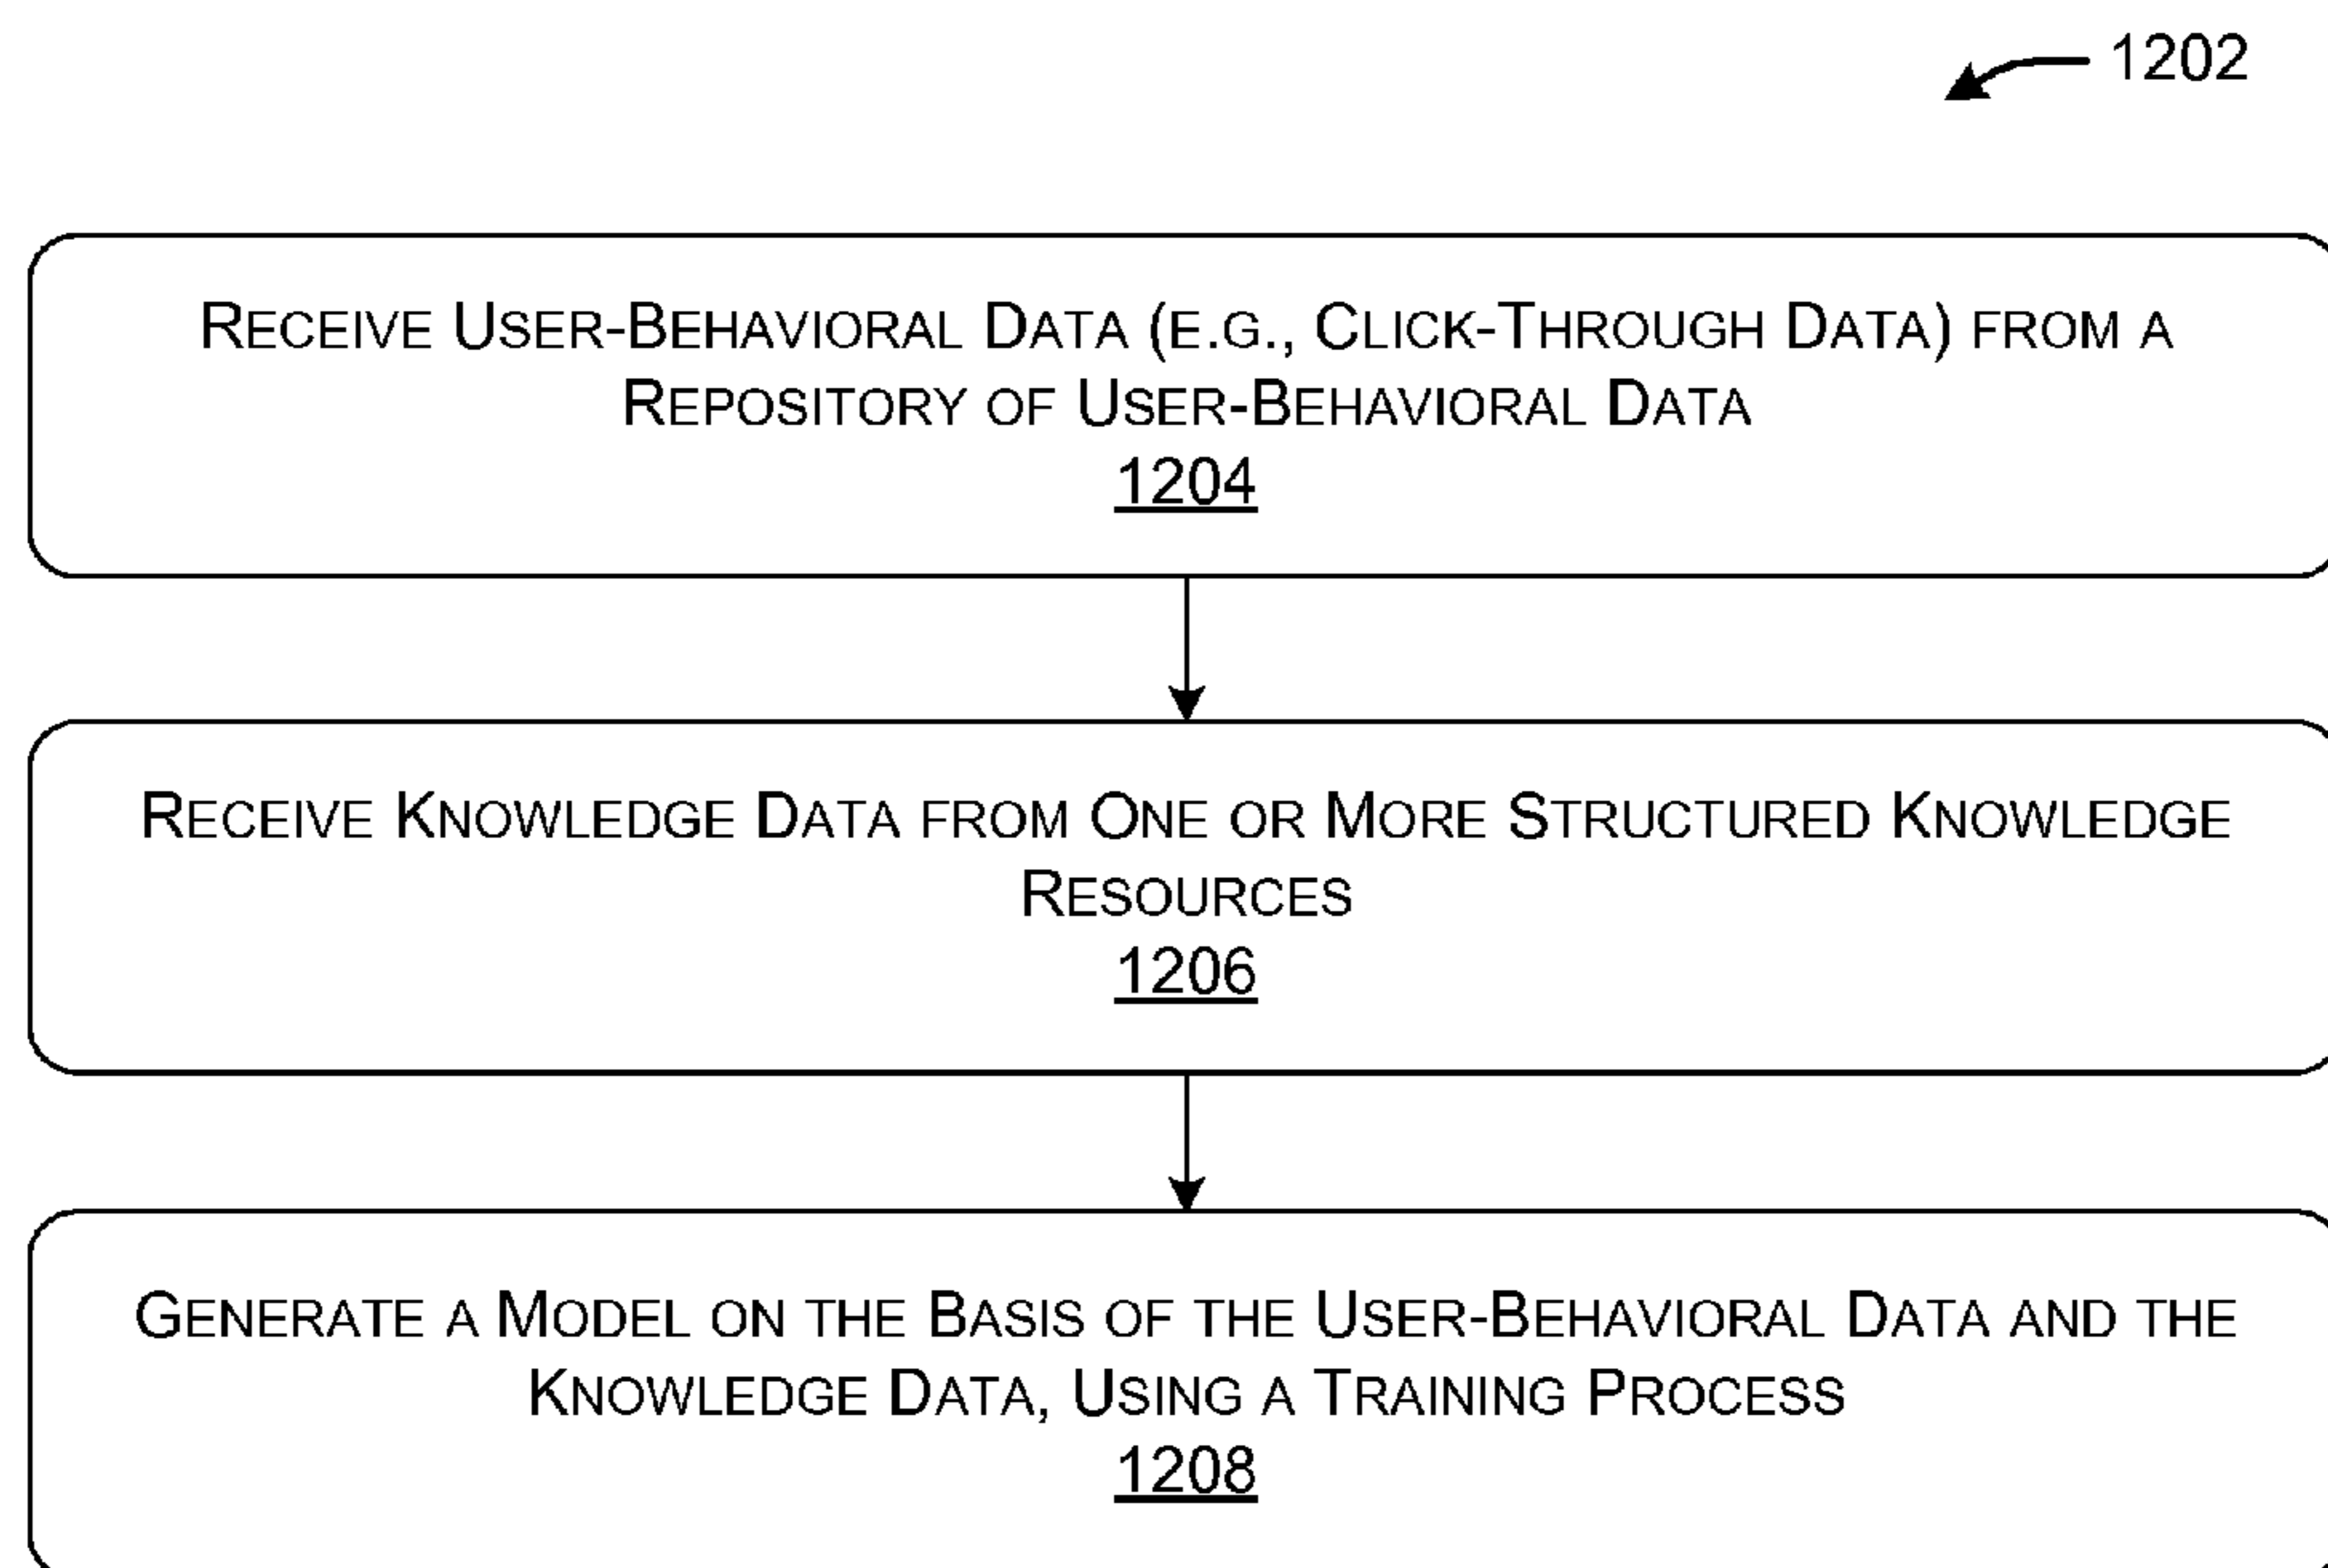 1202
RECEIVE USER-BEHAVIORAL DATA (E.G., CLICK-THROUGH DATA) FROM A
REPOSITORY OF USER-BEHAVIORAL DATA
1204
RECEIVE KNOWLEDGE DATA FROM ONE OR MORE STRUCTURED KNOWLEDGE
RESOURCES
1206
GENERATE A MODEL ON THE BASIS OF THE USER-BEHAVIORAL DATA AND THE
KNOWLEDGE DATA, USING A TRAINING PROCESS
1208